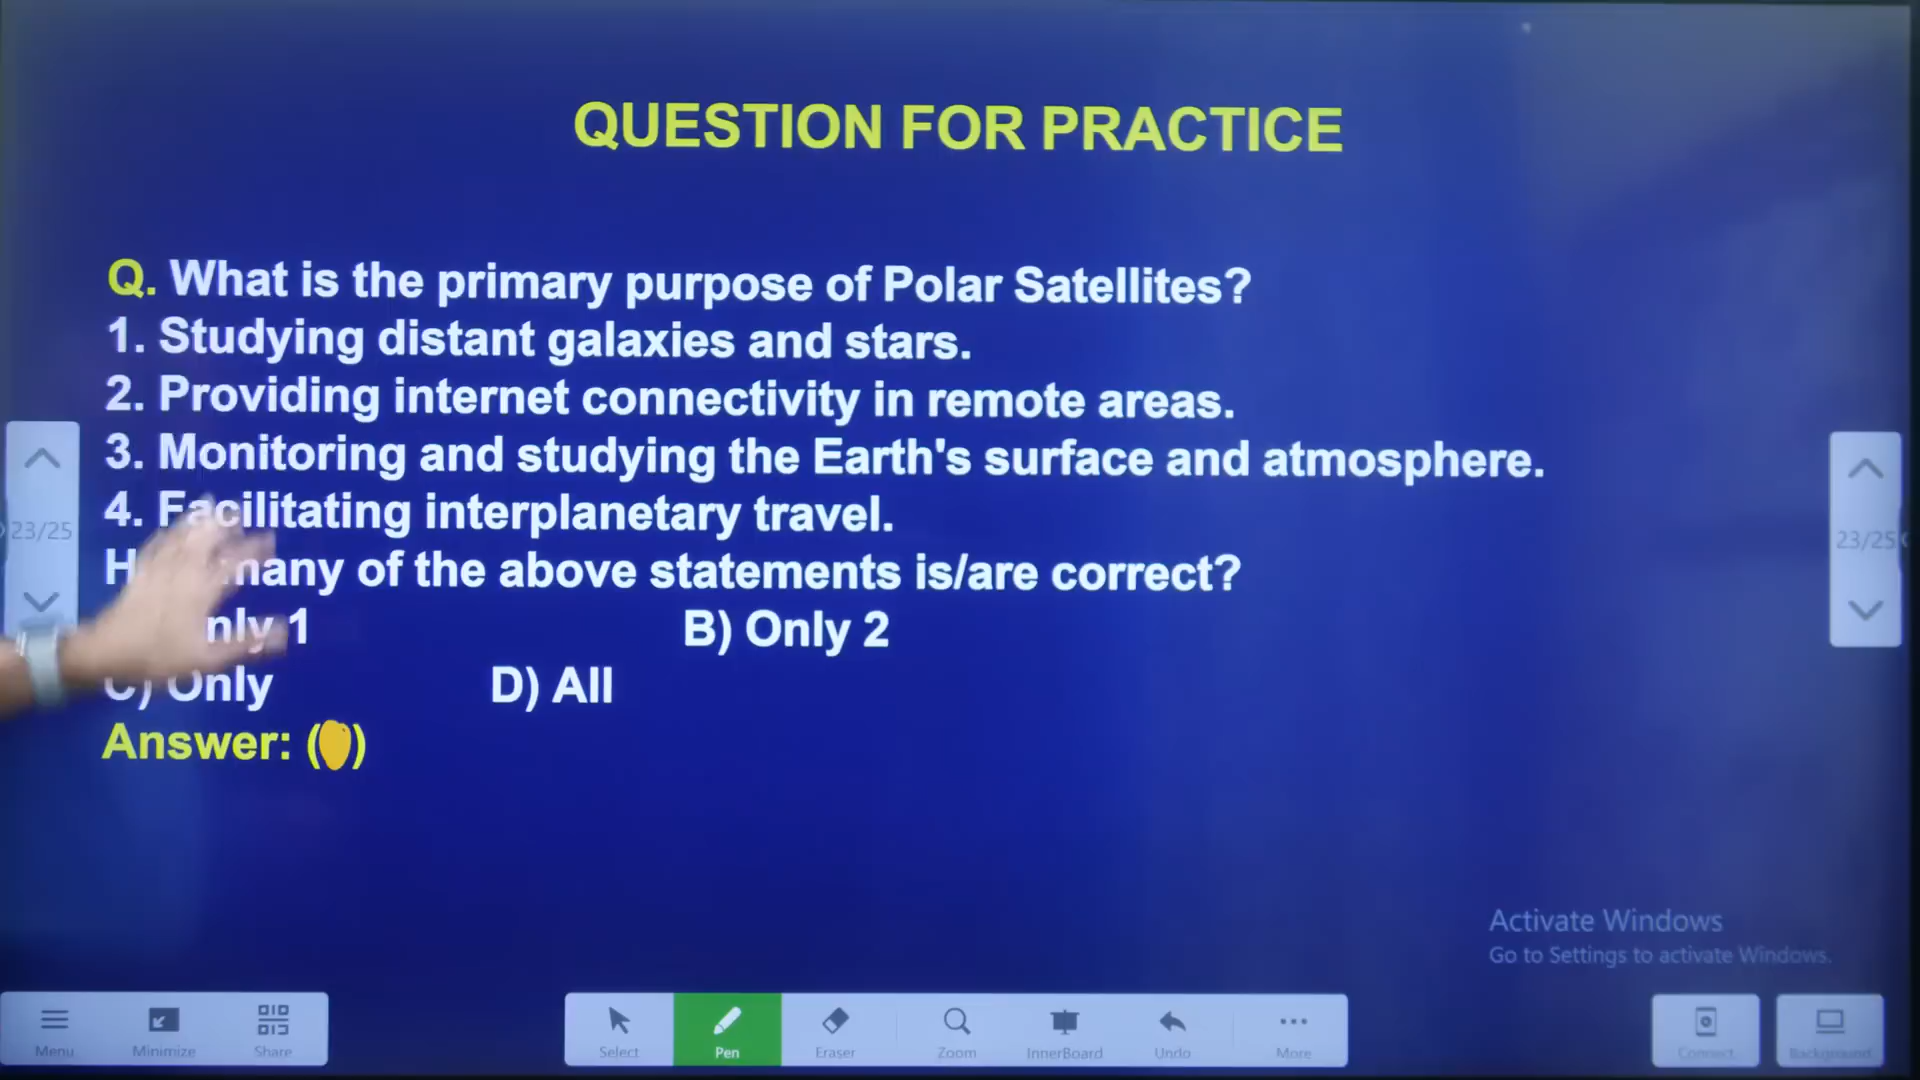 QUESTION FOR PRACTICE
Q. What is the primary purpose of Polar Satellites?
1. Studying distant galaxies and stars.
2. Providing internet connectivity in remote areas.
3. Monitoring and studying the Earth's surface and atmosphere.
4. Facilitating interplanetary travel.
many of the above statements is/are correct?
1 B) Only 2
C) Only D) All
Answer: ( )
23/25
23/25
Activate Windows
Go to Settings to activate Windows.
Menu Minimize Share Select Pen Eraser Zoom InnerBoard Undo More Connect Background